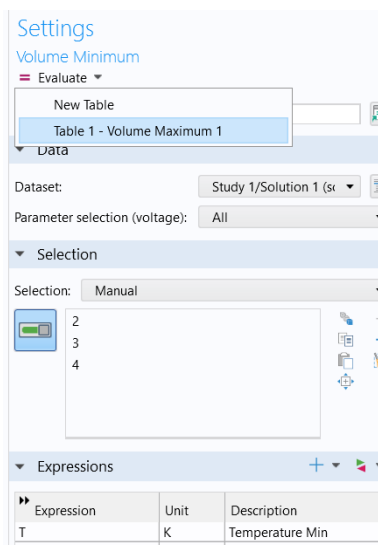 Settings
Volume Minimum
= Evaluate
New Table
Table 1 - Volume Maximum 1
Data
Dataset: Study 1/Solution 1 (so
Parameter selection (voltage): All
Selection
Selection: Manual
2
3
4
Expressions
Expression Unit Description
T K Temperature Min